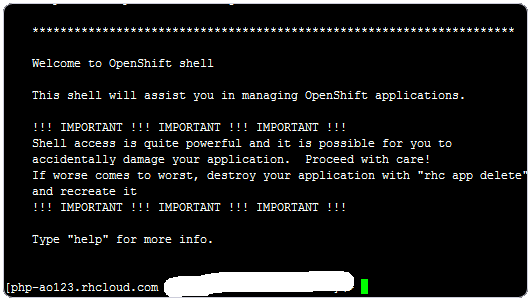 *********************************************************************
Welcome to OpenShift shell
This shell will assist you in managing OpenShift applications.
!!! IMPORTANT !!! IMPORTANT !!! IMPORTANT !!!
Shell access is quite powerful and it is possible for you to
accidentally damage your application.  Proceed with care!
If worse comes to worst, destroy your application with "rhc app delete"
and recreate it
!!! IMPORTANT !!! IMPORTANT !!! IMPORTANT !!!
Type "help" for more info.
[php-ao123.rhcloud.com